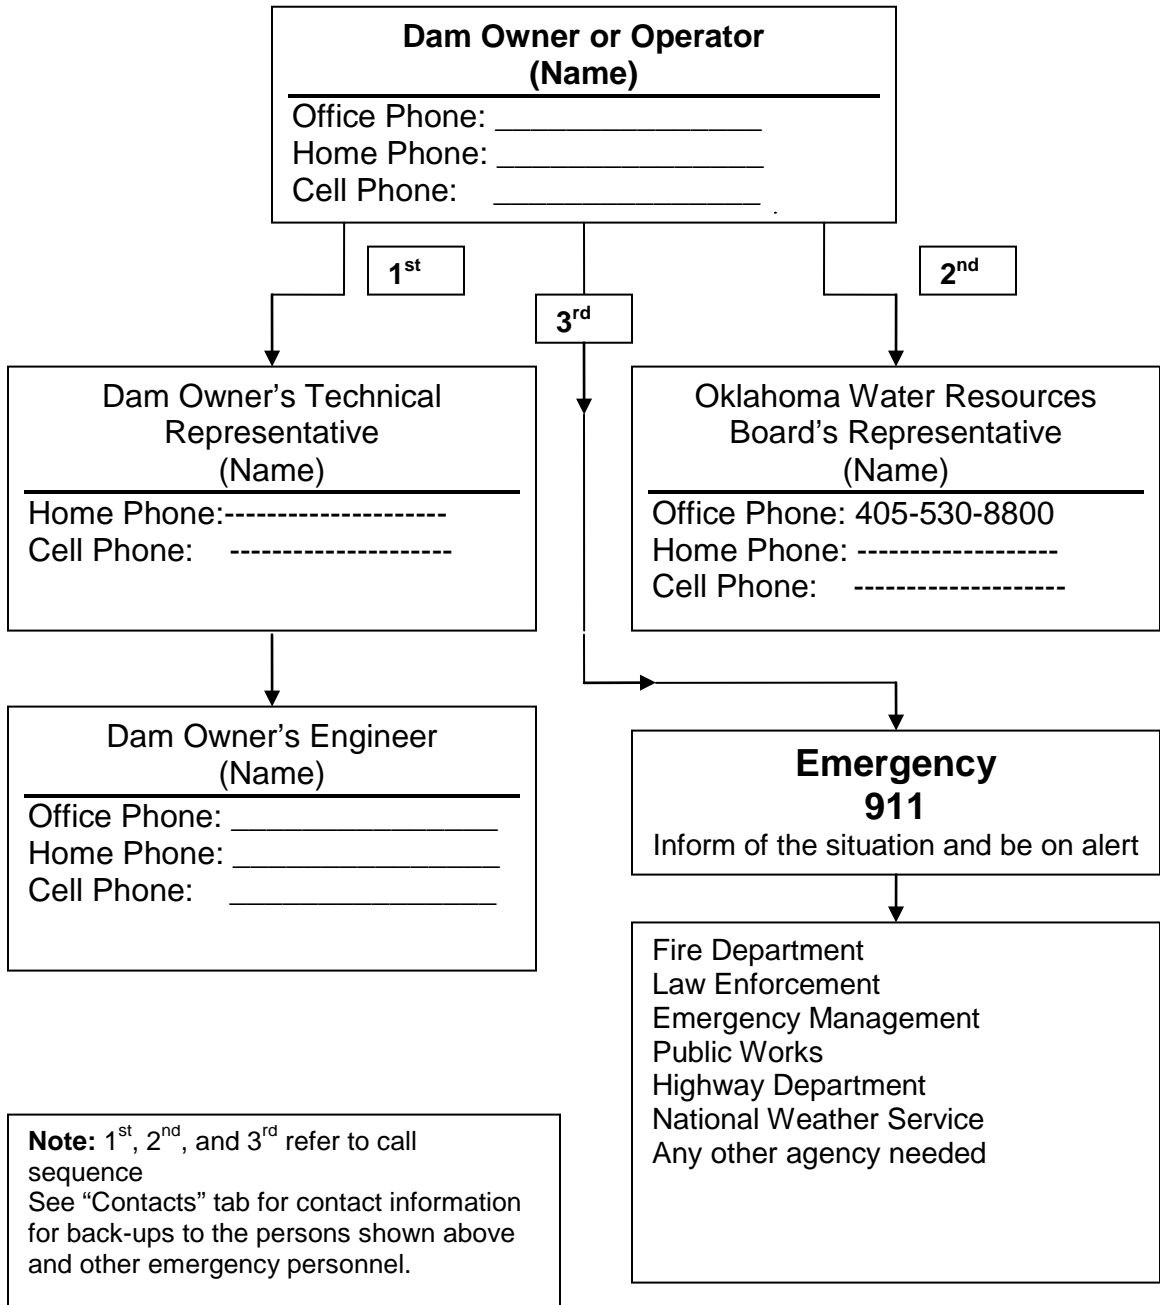 Dam Owner or Operator
(Name)
Office Phone: _______________
Home Phone: _______________
Cell Phone: _______________
1st
2nd
3rd
Dam Owner’s Technical
Representative
(Name)
Home Phone:---------------------
Cell Phone: ---------------------
Oklahoma Water Resources
Board’s Representative
(Name)
Office Phone: 405-530-8800
Home Phone: -------------------
Cell Phone: --------------------
Dam Owner’s Engineer
(Name)
Office Phone: _______________
Home Phone: _______________
Cell Phone: _______________
Emergency
911
Inform of the situation and be on alert
Fire Department
Law Enforcement
Emergency Management
Public Works
Highway Department
National Weather Service
Any other agency needed
Note: 1st, 2nd, and 3rd refer to call
sequence
See “Contacts” tab for contact information
for back-ups to the persons shown above
and other emergency personnel.